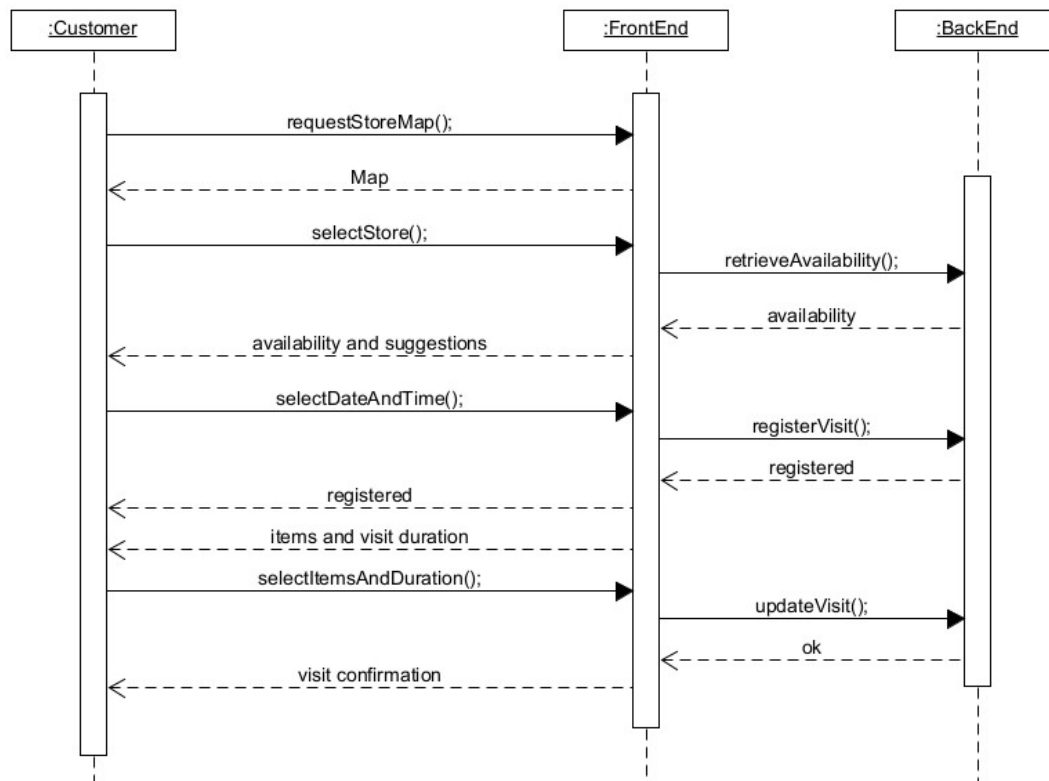 :Customer
:FrontEnd
:BackEnd
requestStoreMap();
Map
selectStore();
retrieveAvailability();
availability
availability and suggestions
selectDateAndTime();
registerVisit();
registered
registered
items and visit duration
selectItemsAndDuration();
updateVisit();
ok
visit confirmation